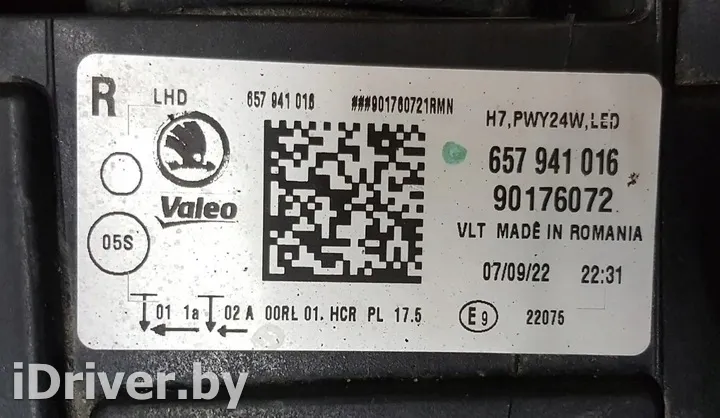 R LHD 657 941 016 ###901760721RMN
H7,PWY24W,LED
657 941 016
Valeo
90176072
05S
VLT MADE IN ROMANIA
07/09/22 22:31
01 1a 02 A 00RL 01. HCR PL 17.5 E9 22075
iDriver.by